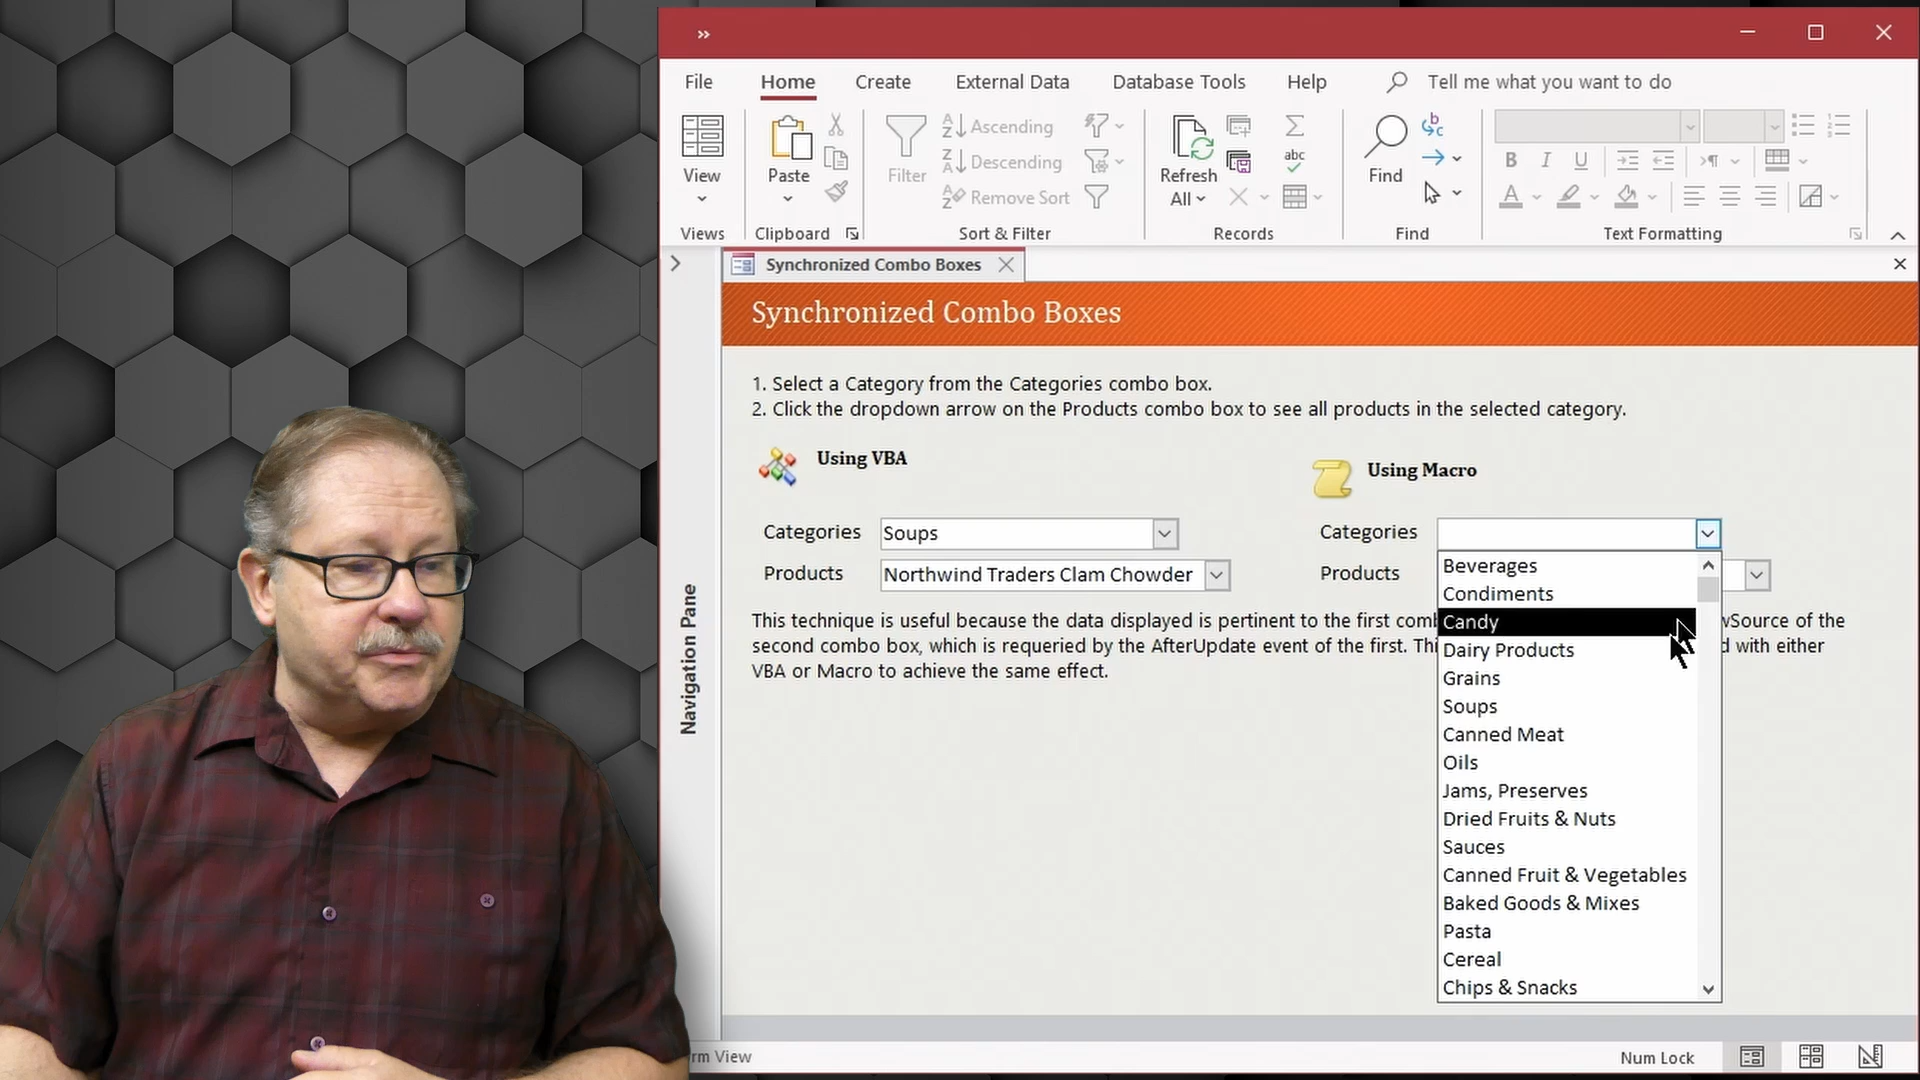 »
File Home Create External Data Database Tools Help Tell me what you want to do
View
Views
Paste
Clipboard
Filter
Ascending
Descending
Remove Sort
Sort & Filter
Refresh
All
abc
Records
Find
Find
B I U
A
Text Formatting
Navigation Pane
Synchronized Combo Boxes
Synchronized Combo Boxes
1. Select a Category from the Categories combo box.
2. Click the dropdown arrow on the Products combo box to see all products in the selected category.
Using VBA
Categories Soups
Products Northwind Traders Clam Chowder
Using Macro
Categories
Products
Beverages
Condiments
Candy
Dairy Products
Grains
Soups
Canned Meat
Oils
Jams, Preserves
Dried Fruits & Nuts
Sauces
Canned Fruit & Vegetables
Baked Goods & Mixes
Pasta
Cereal
Chips & Snacks
This technique is useful because the data displayed is pertinent to the first wSource of the
second combo box, which is requeried by the AfterUpdate event of the first. d with either
VBA or Macro to achieve the same effect.
rm View
Num Lock